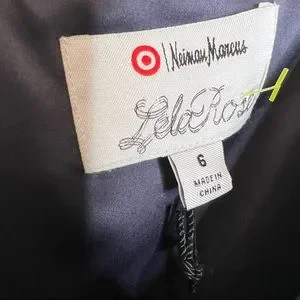 | Neiman Marcus
Lela Rose
6
MADE IN
CHINA